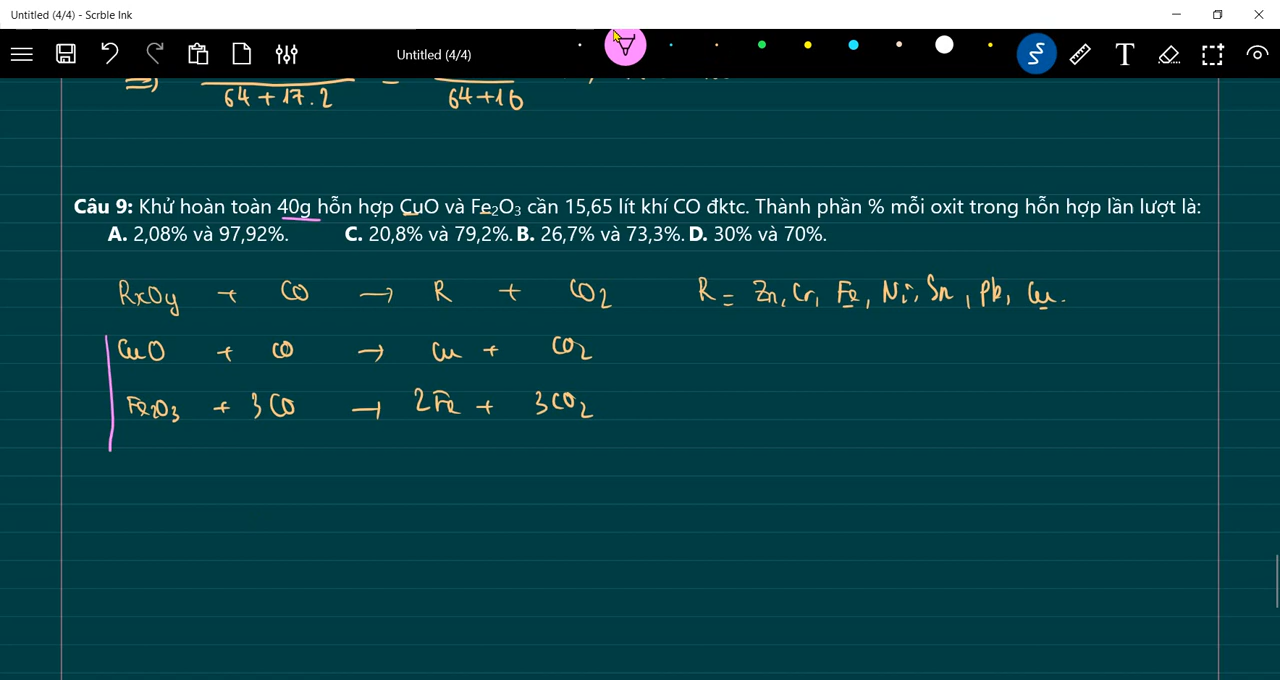 Untitled (4/4) - Scrble Ink
Untitled (4/4)
T
=> 64 + 17.2 = 64 + 16
Câu 9: Khử hoàn toàn 40g hỗn hợp CuO và Fe₂O₃ cần 15,65 lít khí CO đktc. Thành phần % mỗi oxit trong hỗn hợp lần lượt là:
A. 2,08% và 97,92%. C. 20,8% và 79,2%. B. 26,7% và 73,3%. D. 30% và 70%.
RxOy + CO → R + CO₂ R = Zn, Cr, Fe, Ni, Sn, Pb, Cu.
CuO + CO → Cu + CO₂
Fe₂O₃ + 3CO → 2Fe + 3CO₂